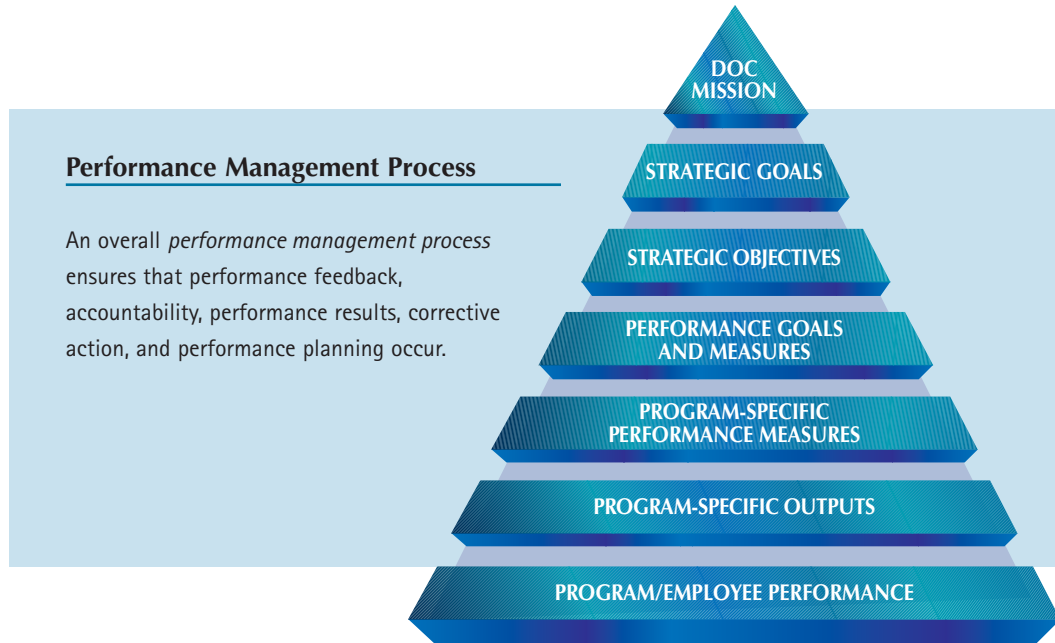 Performance Management Process
An overall performance management process
ensures that performance feedback,
accountability, performance results, corrective
action, and performance planning occur.
DOC
MISSION
STRATEGIC GOALS
STRATEGIC OBJECTIVES
PERFORMANCE GOALS
AND MEASURES
PROGRAM-SPECIFIC
PERFORMANCE MEASURES
PROGRAM-SPECIFIC OUTPUTS
PROGRAM/EMPLOYEE PERFORMANCE